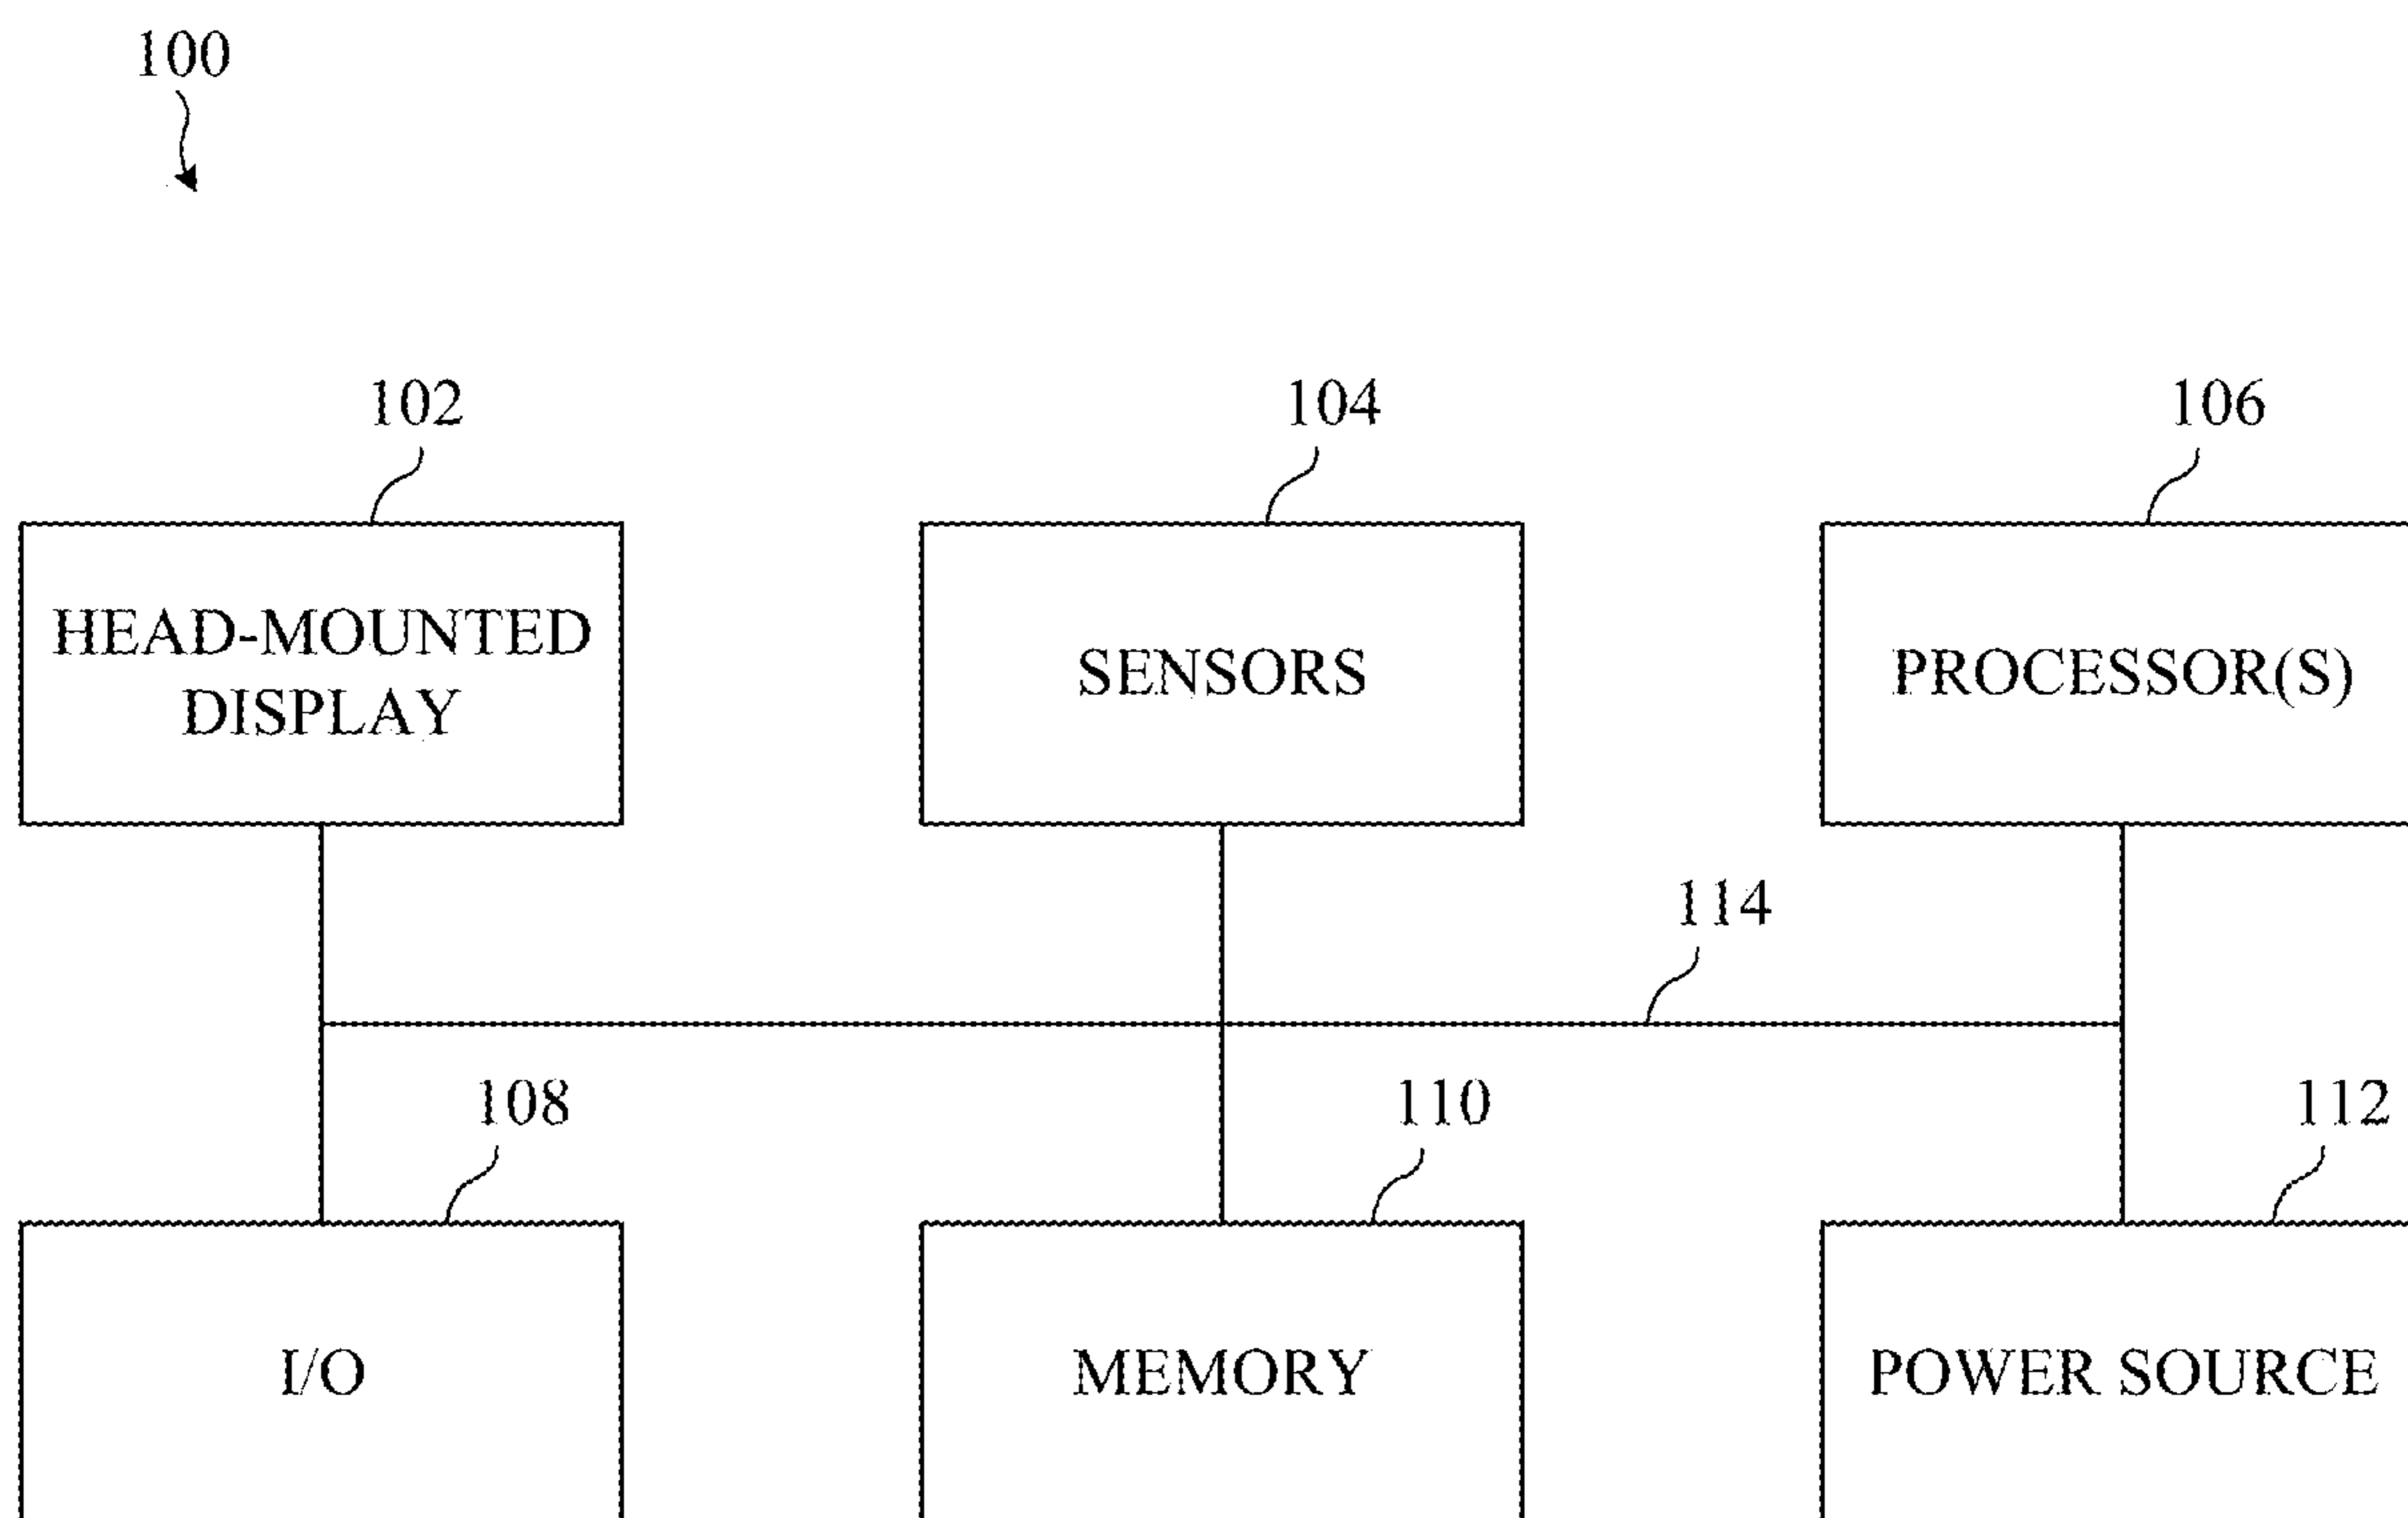 100
102
104
106
HEAD-MOUNTED
DISPLAY
SENSORS
PROCESSOR(S)
114
108
110
112
I/O
MEMORY
POWER SOURCE